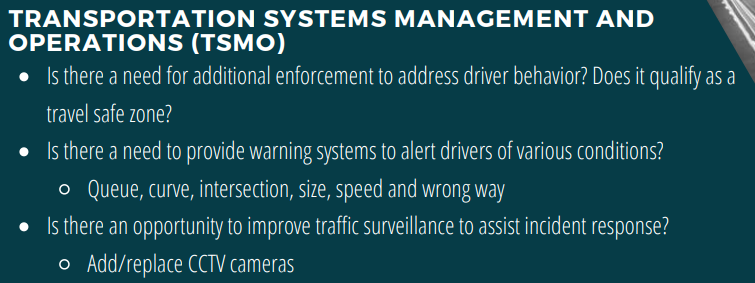 TRANSPORTATION SYSTEMS MANAGEMENT AND
OPERATIONS (TSMO)
• Is there a need for additional enforcement to address driver behavior? Does it qualify as a
travel safe zone?
• Is there a need to provide warning systems to alert drivers of various conditions?
o Queue, curve, intersection, size, speed and wrong way
• Is there an opportunity to improve traffic surveillance to assist incident response?
o Add/replace CCTV cameras